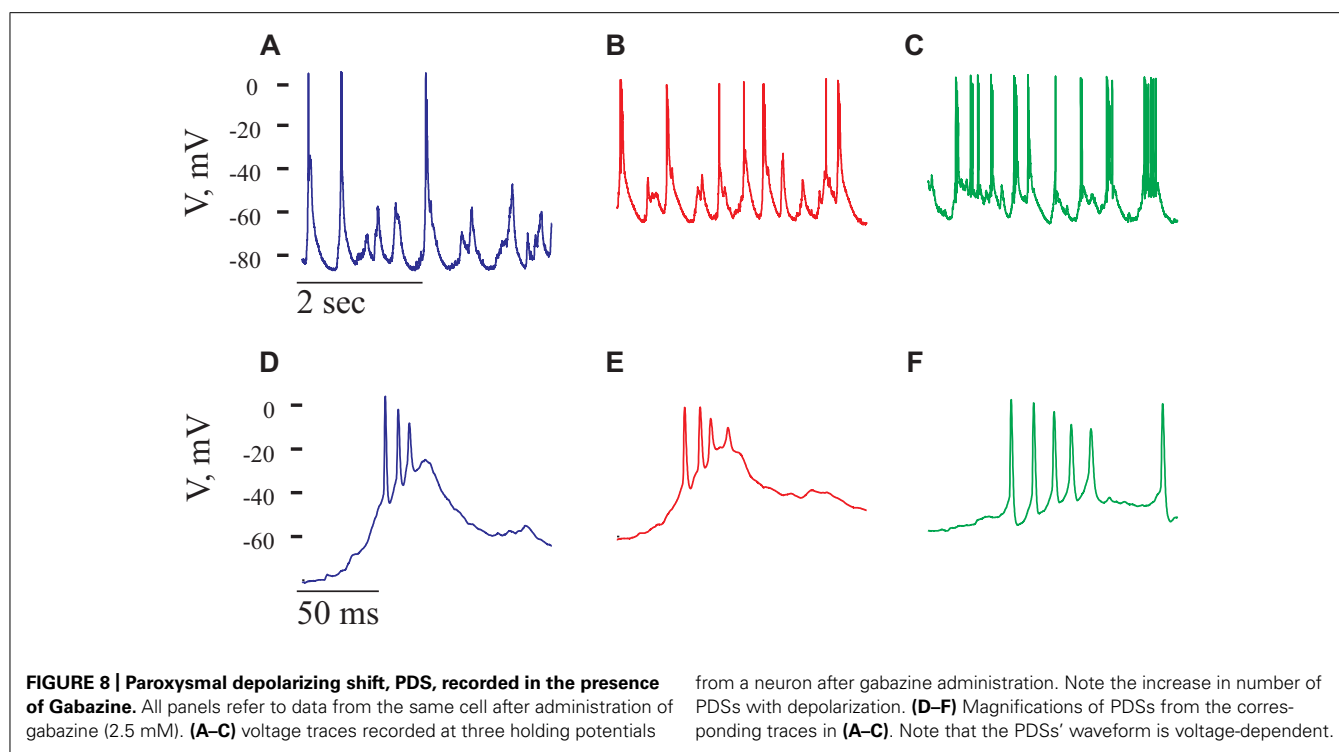 A
B
C
V, mV
0
-20
-40
-60
-80
2 sec
D
E
F
V, mV
0
-20
-40
-60
50 ms
FIGURE 8 | Paroxysmal depolarizing shift, PDS, recorded in the presence
of Gabazine. All panels refer to data from the same cell after administration of
gabazine (2.5 mM). (A–C) voltage traces recorded at three holding potentials
from a neuron after gabazine administration. Note the increase in number of
PDSs with depolarization. (D–F) Magnifications of PDSs from the corres-
ponding traces in (A–C). Note that the PDSs' waveform is voltage-dependent.